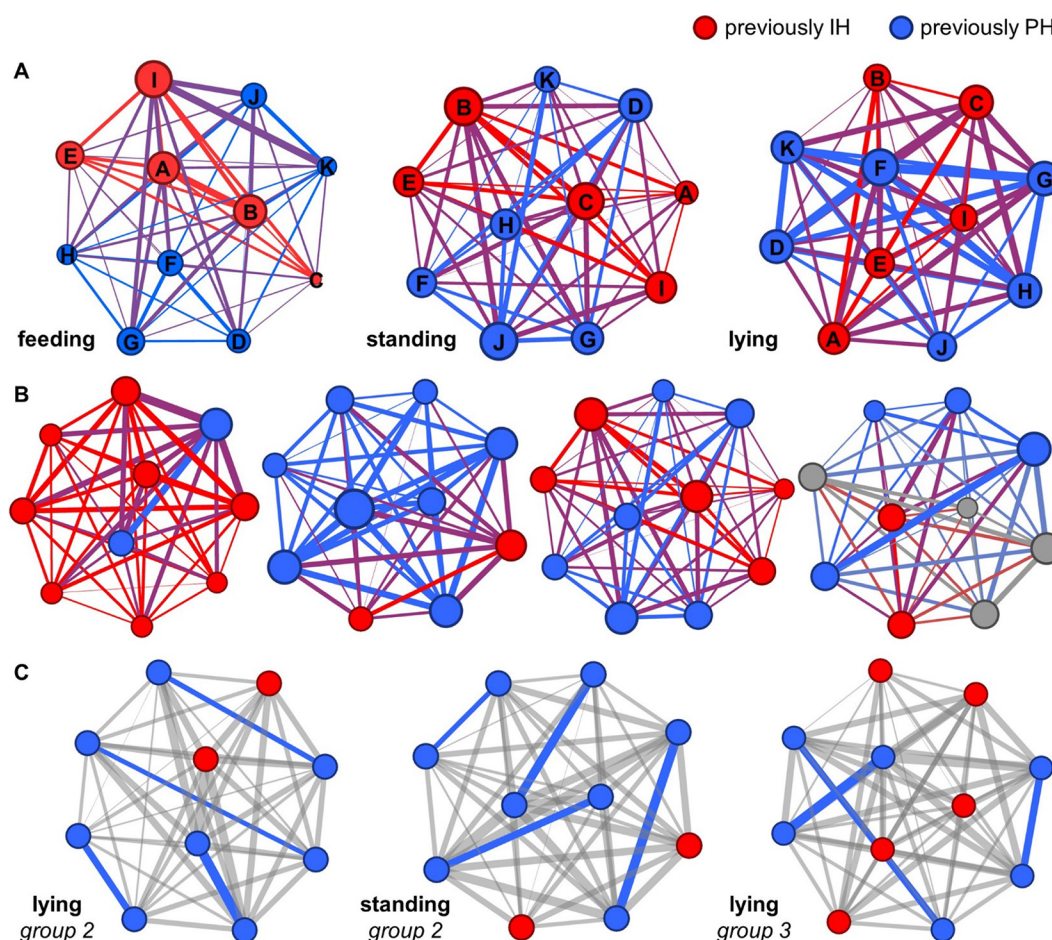 previously IH previously PH
A
I
J
E
A
K
B
H
F
C
G
D
feeding
K
B
D
E
A
C
H
F
I
J
G
standing
B
C
K
F
G
I
D
E
H
A
J
lying
B
C
lying
group 2
standing
group 2
lying
group 3